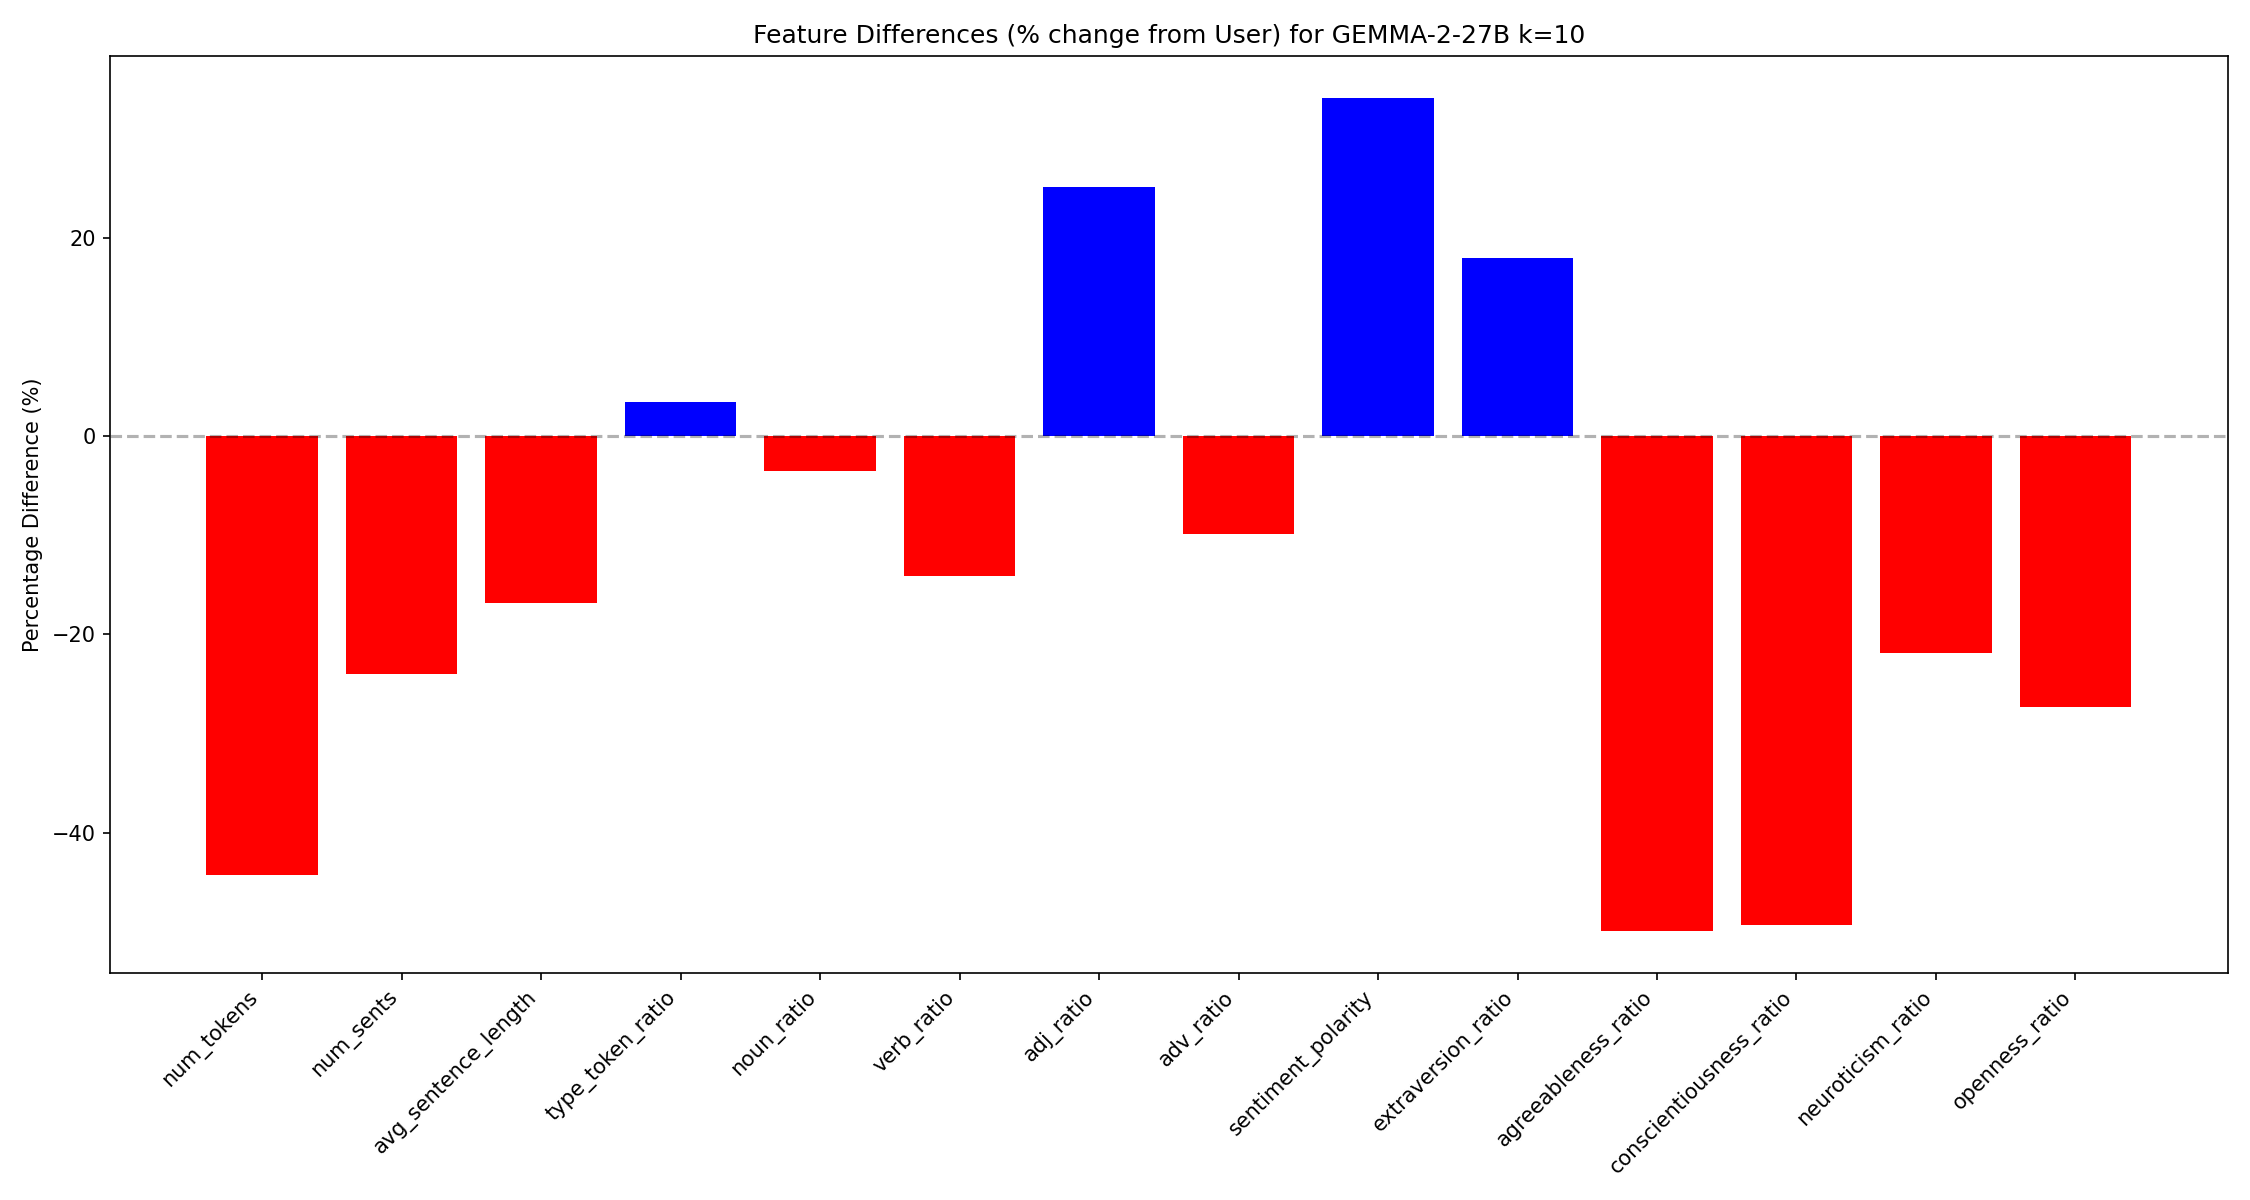 Feature Differences (% change from User) for GEMMA-2-27B k=10
Percentage Difference (%)
20
0
−20
−40
num_tokens
num_sents
avg_sentence_length
type_token_ratio
noun_ratio
verb_ratio
adj_ratio
adv_ratio
sentiment_polarity
extraversion_ratio
agreeableness_ratio
conscientiousness_ratio
neuroticism_ratio
openness_ratio